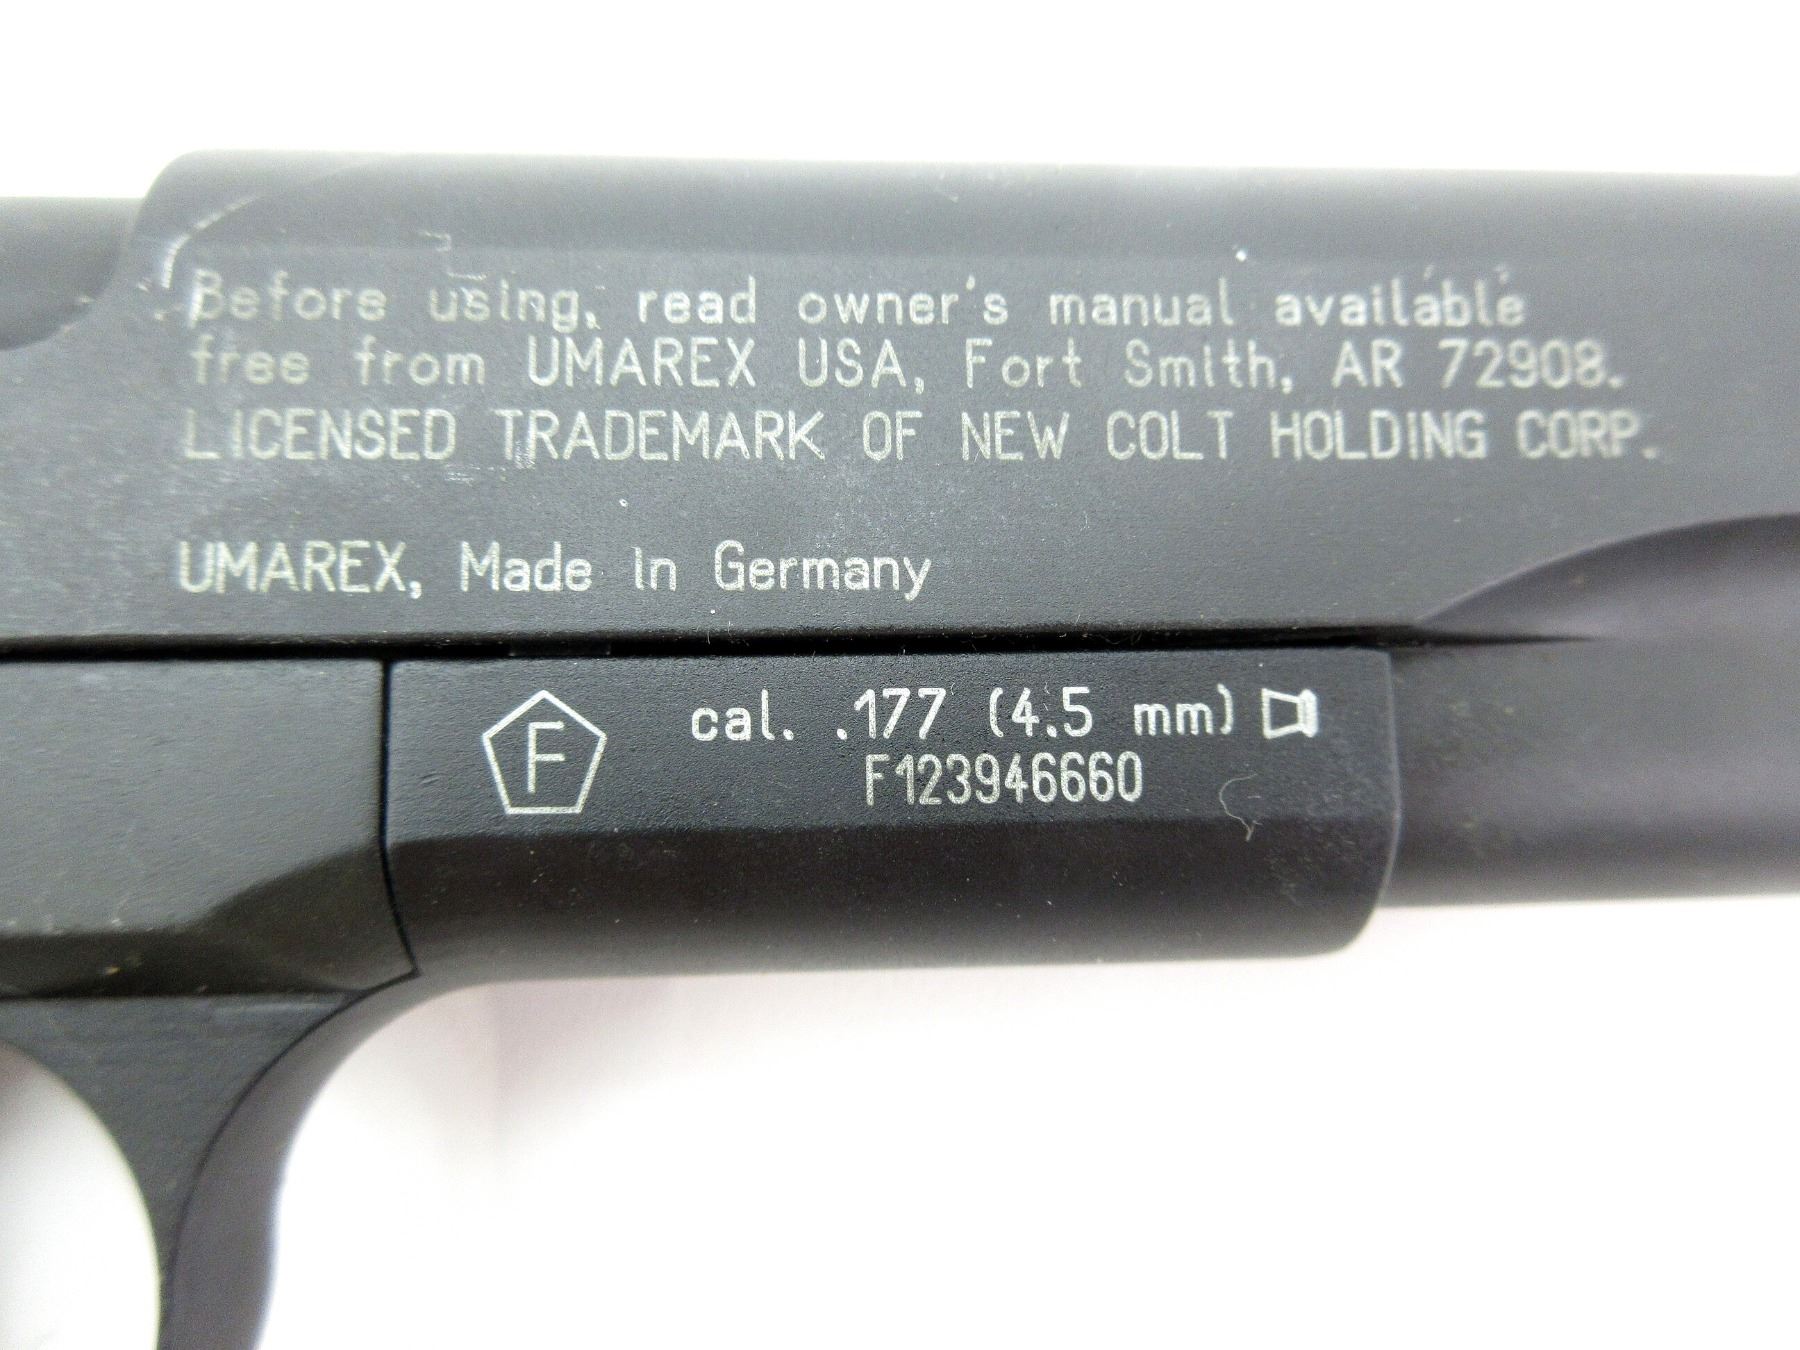 Before using, read owner's manual available
free from UMAREX USA, Fort Smith, AR 72908.
LICENSED TRADEMARK OF NEW COLT HOLDING CORP.
UMAREX, Made in Germany
F
cal. .177 (4.5 mm)
F123946660